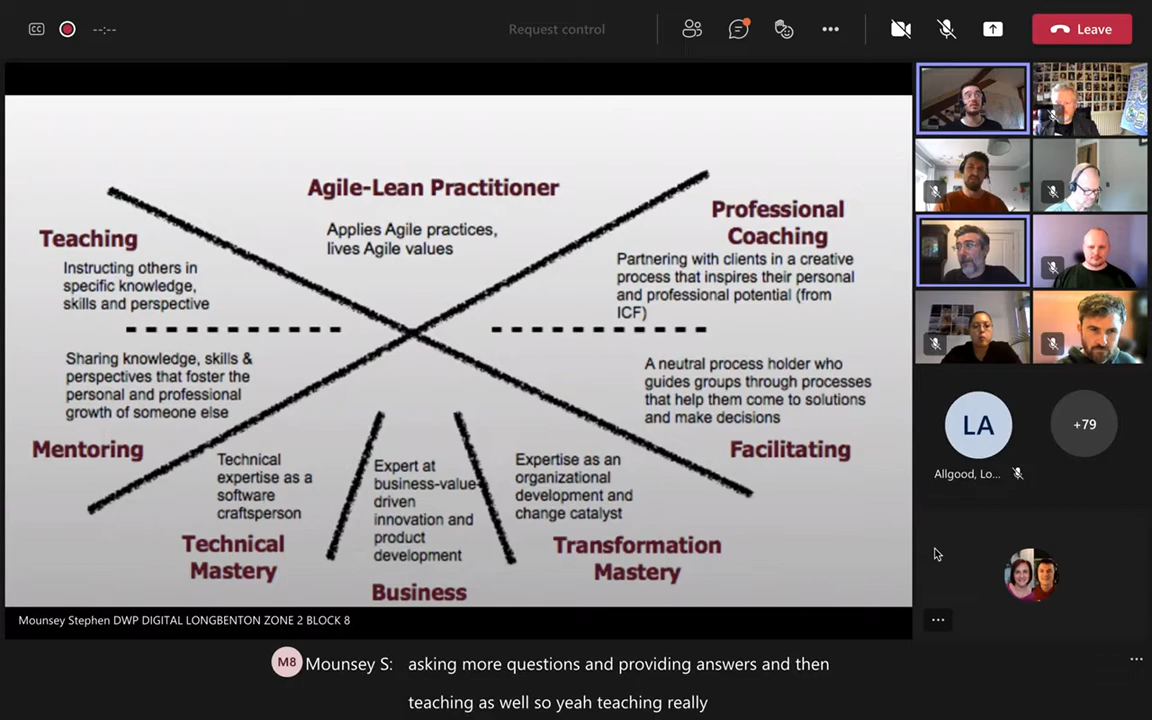 CC
--:--
Request control
Leave
Agile-Lean Practitioner
Applies Agile practices,
lives Agile values
Teaching
Instructing others in
specific knowledge,
skills and perspective
Professional
Coaching
Partnering with clients in a creative
process that inspires their personal
and professional potential (from
ICF)
Sharing knowledge, skills &
perspectives that foster the
personal and professional
growth of someone else
Mentoring
A neutral process holder who
guides groups through processes
that help them come to solutions
and make decisions
Facilitating
Technical
expertise as a
software
craftsperson
Technical
Mastery
Expert at
business-value-
driven
innovation and
product
development
Business
Expertise as an
organizational
development and
change catalyst
Transformation
Mastery
LA
+79
Allgood, Lo...
Mounsey Stephen DWP DIGITAL LONGBENTON ZONE 2 BLOCK 8
M8 Mounsey S: asking more questions and providing answers and then
teaching as well so yeah teaching really